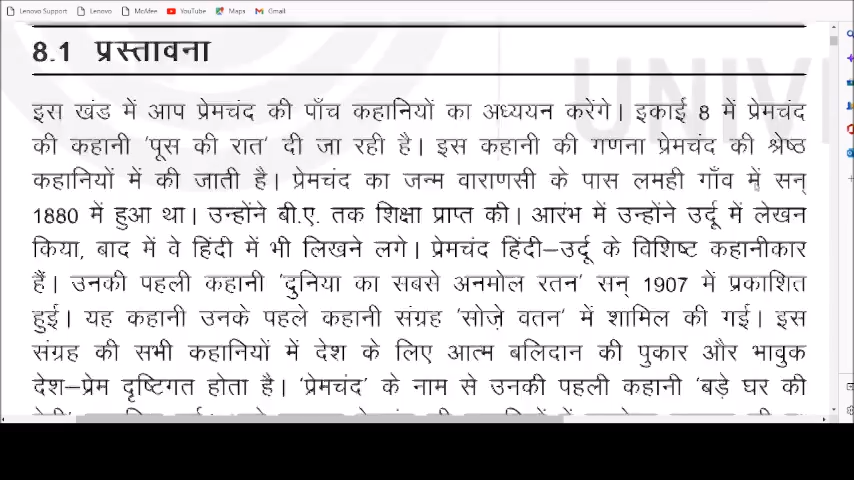 Lenovo Support Lenovo McAfee YouTube Maps Gmail
8.1 प्रस्तावना
UNIV
इस खंड में आप प्रेमचंद की पाँच कहानियों का अध्ययन करेंगे। इकाई 8 में प्रेमचंद
की कहानी 'पूस की रात' दी जा रही है। इस कहानी की गणना प्रेमचंद की श्रेष्ठ
कहानियों में की जाती है। प्रेमचंद का जन्म वाराणसी के पास लमही गाँव में सन्
1880 में हुआ था। उन्होंने बी.ए. तक शिक्षा प्राप्त की। आरंभ में उन्होंने उर्दू में लेखन
किया, बाद में वे हिंदी में भी लिखने लगे। प्रेमचंद हिंदी–उर्दू के विशिष्ट कहानीकार
हैं। उनकी पहली कहानी 'दुनिया का सबसे अनमोल रतन' सन् 1907 में प्रकाशित
हुई। यह कहानी उनके पहले कहानी संग्रह 'सोज़े वतन' में शामिल की गई। इस
संग्रह की सभी कहानियों में देश के लिए आत्म बलिदान की पुकार और भावुक
देश–प्रेम दृष्टिगत होता है। 'प्रेमचंद' के नाम से उनकी पहली कहानी 'बड़े घर की